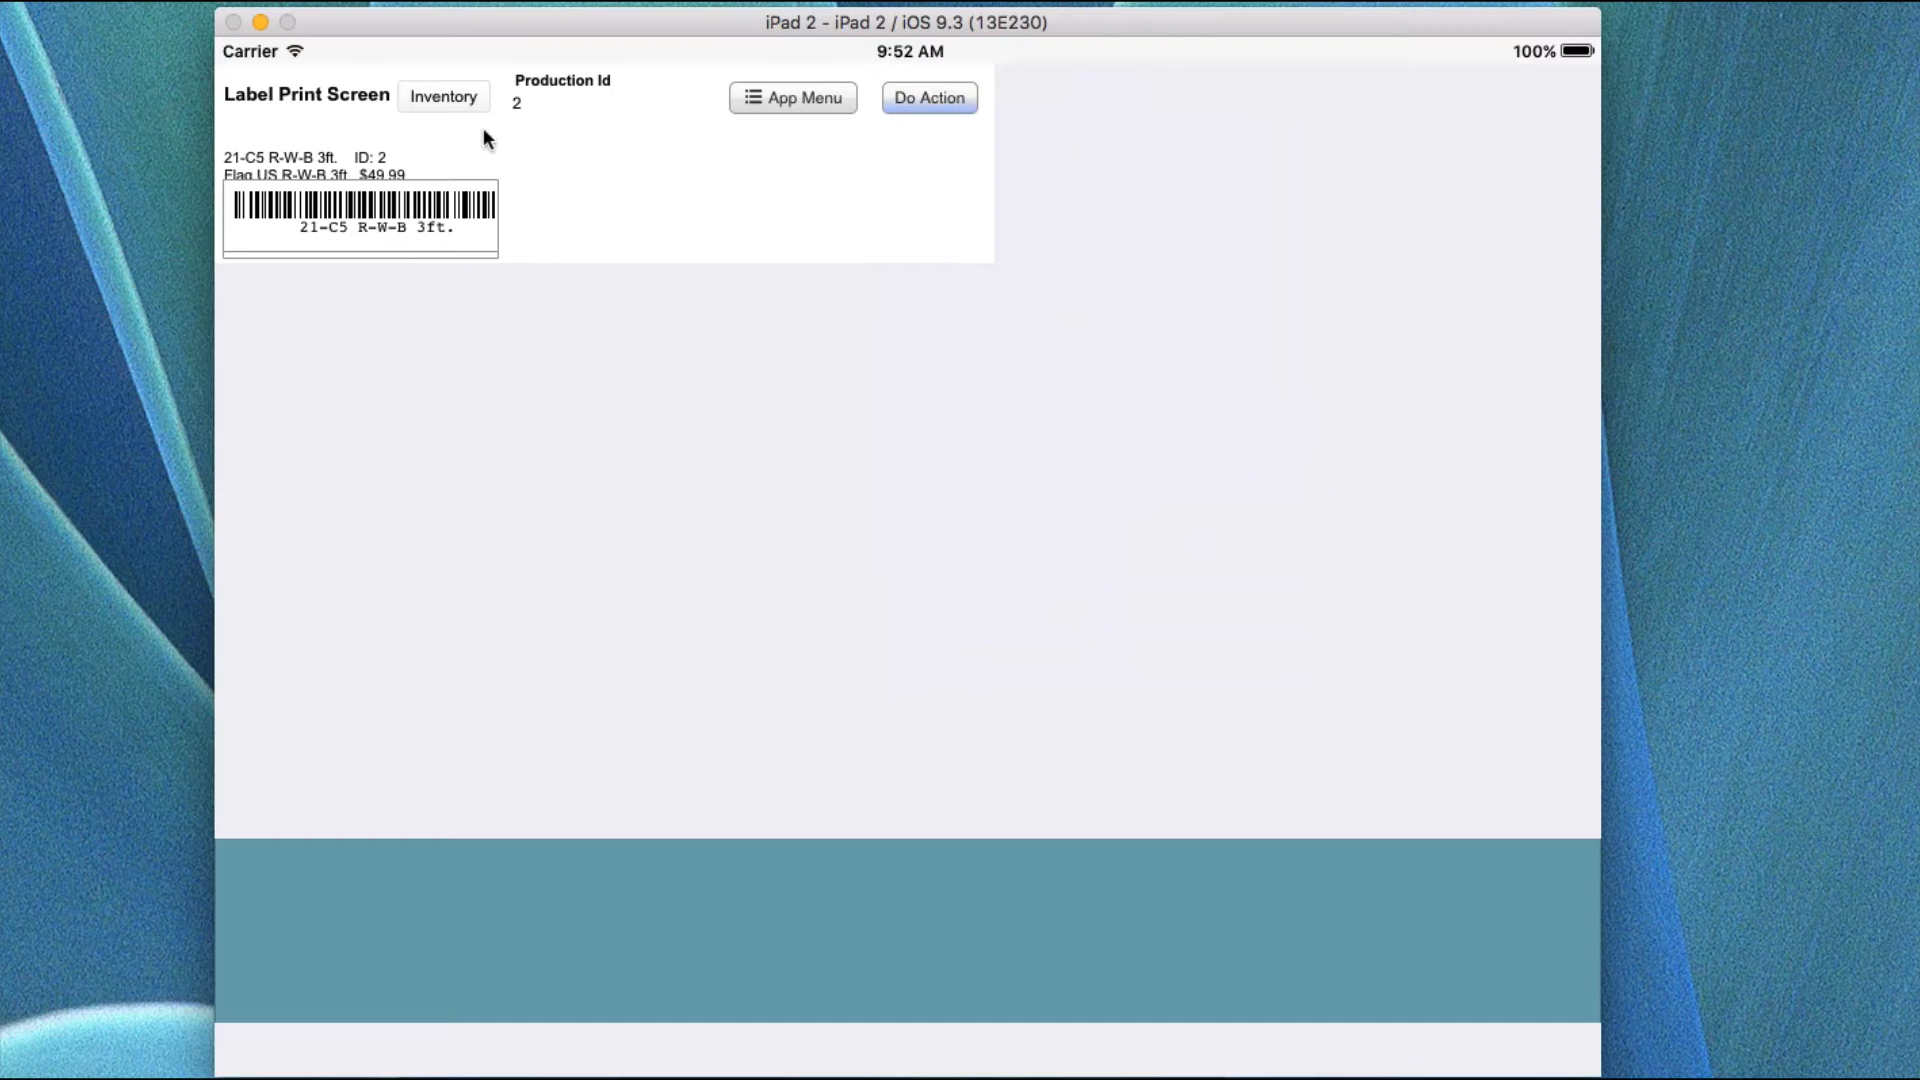 iPad 2 - iPad 2 / iOS 9.3 (13E230)
Carrier 9:52 AM 100%
Label Print Screen Inventory Production Id App Menu Do Action
2
21-C5 R-W-B 3ft. ID: 2
Flag US R-W-B 3ft $49.99
21-C5 R-W-B 3ft.